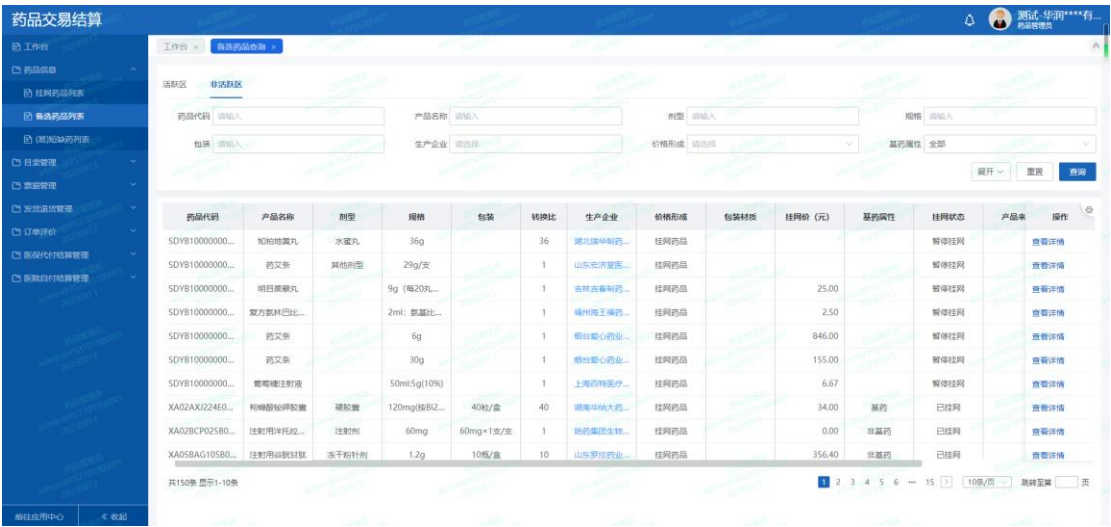 药品交易结算
测试-华润****有...
药品管理员
工作台
药品信息
挂网药品列表
备选药品列表
(易)短缺药列表
目录管理
票据管理
发货退货管理
订单评价
医保代付结算管理
医院自付结算管理
前往应用中心 收起
工作台 × 备选药品查询 ×
活跃区 非活跃区
药品代码 请输入 产品名称 请输入 剂型 请输入 规格 请输入
包装 请输入 生产企业 请选择 价格形成 请选择 基药属性 全部
展开 重置 查询
药品代码 产品名称 剂型 规格 包装 转换比 生产企业 价格形成 包装材质 挂网价（元） 基药属性 挂网状态 产品来 操作
SDYB10000000... 知柏地黄丸 水蜜丸 36g 36 湖北瑞华制药... 挂网药品 暂停挂网 查看详情
SDYB10000000... 药艾条 其他剂型 29g/支 1 山东宏济堂医... 挂网药品 暂停挂网 查看详情
SDYB10000000... 明目蒺藜丸 9g（每20丸... 1 吉林吉春制药... 挂网药品 25.00 暂停挂网 查看详情
SDYB10000000... 复方氨林巴比... 2ml：氨基比... 1 福州海王福药... 挂网药品 2.50 暂停挂网 查看详情
SDYB10000000... 药艾条 6g 1 烟台爱心药业... 挂网药品 846.00 暂停挂网 查看详情
SDYB10000000... 药艾条 30g 1 烟台爱心药业... 挂网药品 155.00 暂停挂网 查看详情
SDYB10000000... 葡萄糖注射液 50ml:5g(10%) 1 上海百特医疗... 挂网药品 6.67 暂停挂网 查看详情
XA02AXJ224E0... 枸橼酸铋钾胶囊 硬胶囊 120mg(按Bi2... 40粒/盒 40 湖南华纳大药... 挂网药品 34.00 基药 已挂网 查看详情
XA02BCP025B0... 注射用泮托拉... 注射剂 60mg 60mg×1支/支 1 哈药集团生物... 挂网药品 0.00 非基药 已挂网 查看详情
XA05BAG105B0... 注射用谷胱甘肽 冻干粉针剂 1.2g 10瓶/盒 10 山东罗欣药业... 挂网药品 356.40 非基药 已挂网 查看详情
共150条 显示1-10条 1 2 3 4 5 6 ... 15 10条/页 跳转至第 页